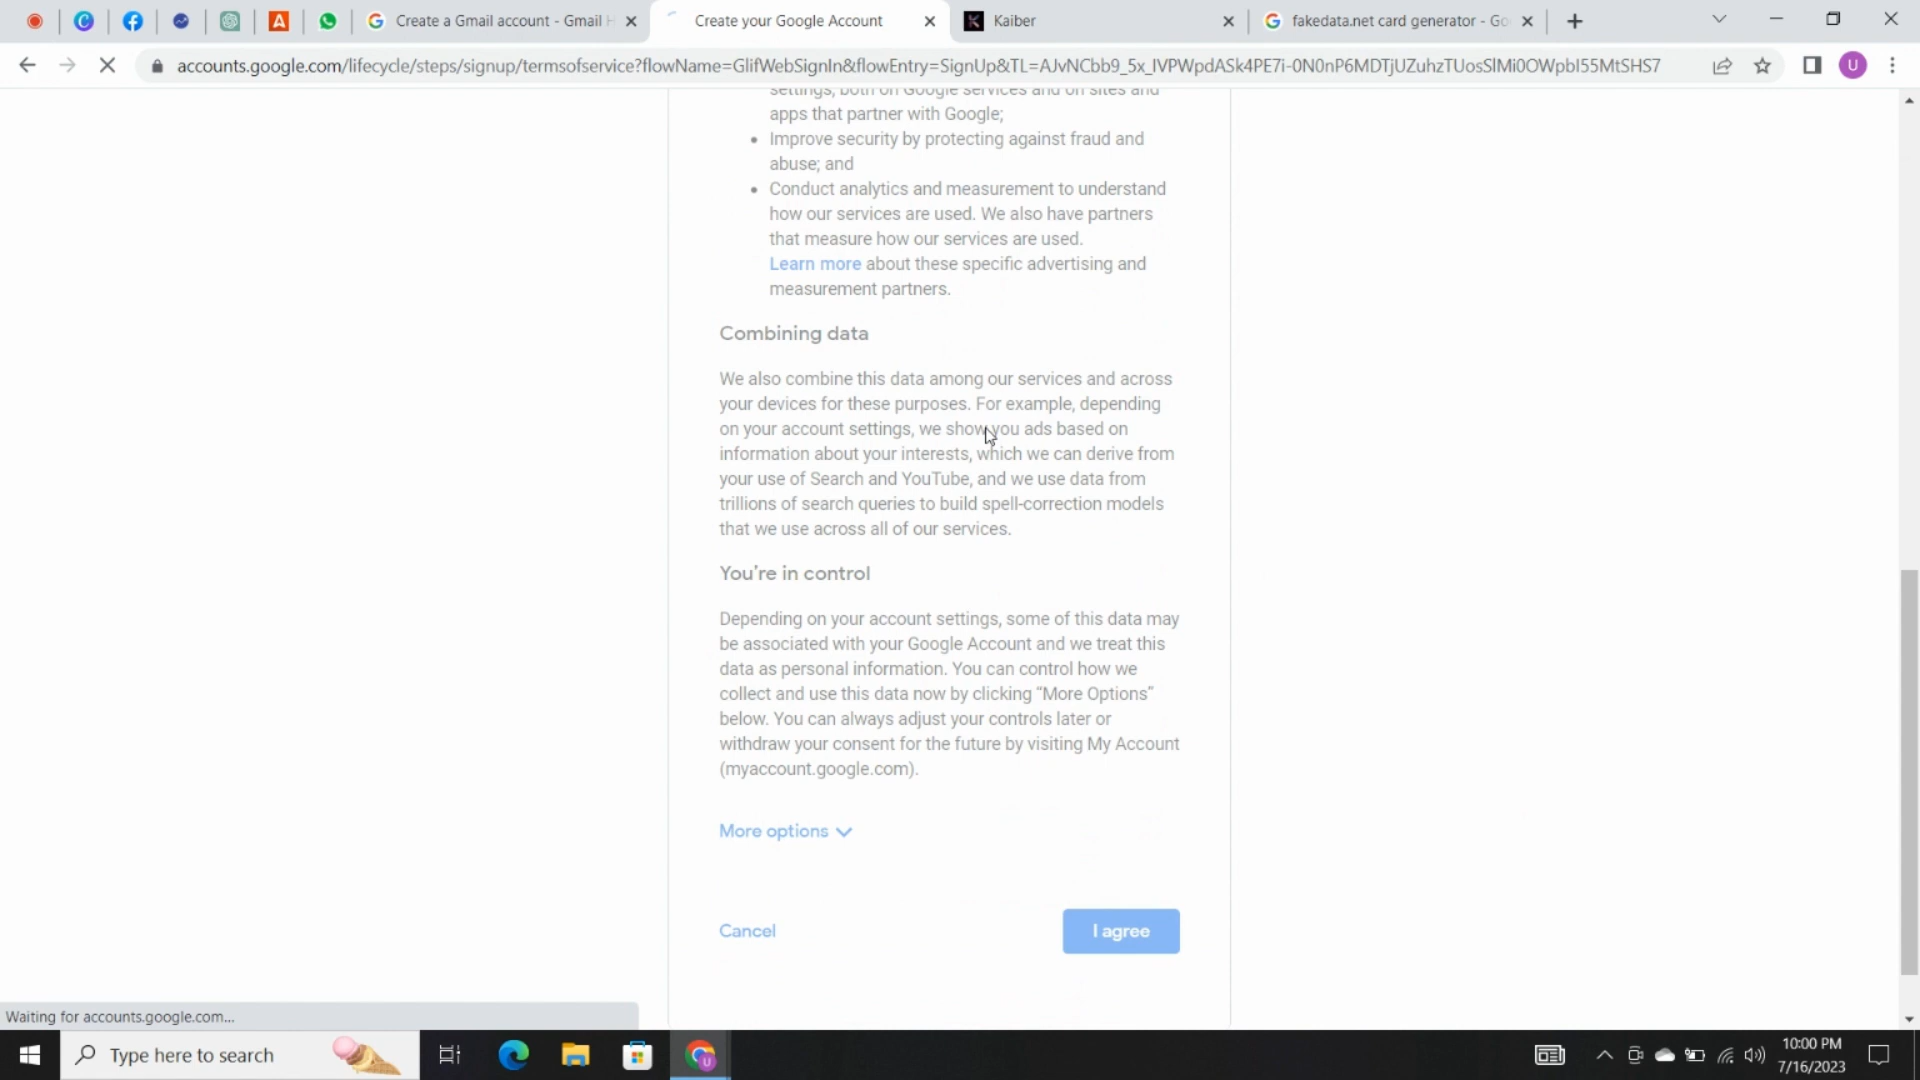 Create a Gmail account - Gmail H
Create your Google Account
Kaiber
fakedata.net card generator - Go
accounts.google.com/lifecycle/steps/signup/termsofservice?flowName=GlifWebSignIn&flowEntry=SignUp&TL=AJvNCbb9_5x_IVPWpdASk4PE7i-0N0nP6MDTjUZuhzTUosSlMi0OWpbI55MtSHS7
U
settings, both on Google services and on sites and
apps that partner with Google;
• Improve security by protecting against fraud and
abuse; and
• Conduct analytics and measurement to understand
how our services are used. We also have partners
that measure how our services are used.
Learn more about these specific advertising and
measurement partners.
Combining data
We also combine this data among our services and across
your devices for these purposes. For example, depending
on your account settings, we show you ads based on
information about your interests, which we can derive from
your use of Search and YouTube, and we use data from
trillions of search queries to build spell-correction models
that we use across all of our services.
You're in control
Depending on your account settings, some of this data may
be associated with your Google Account and we treat this
data as personal information. You can control how we
collect and use this data now by clicking “More Options”
below. You can always adjust your controls later or
withdraw your consent for the future by visiting My Account
(myaccount.google.com).
More options
Cancel
I agree
Waiting for accounts.google.com...
Type here to search
10:00 PM
7/16/2023